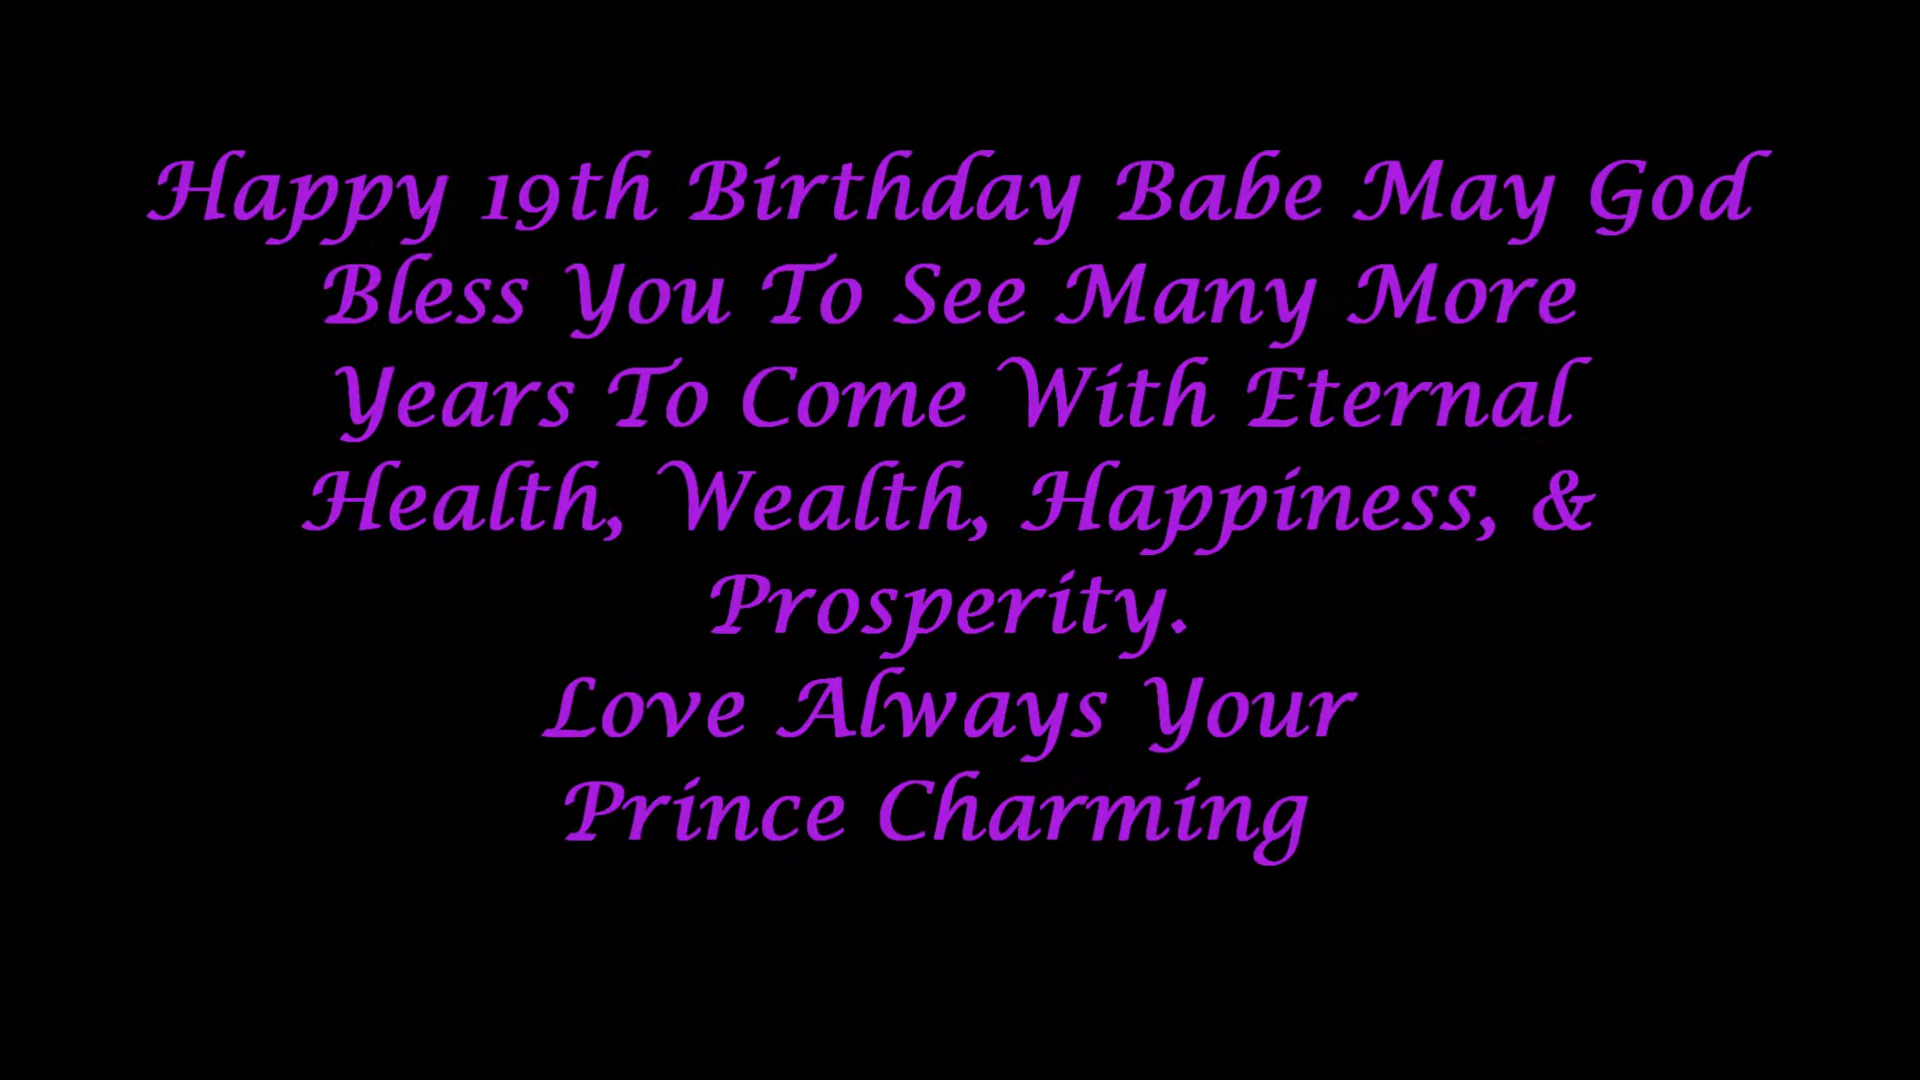 Happy 19th Birthday Babe May God
Bless You To See Many More
Years To Come With Eternal
Health, Wealth, Happiness, &
Prosperity.
Love Always Your
Prince Charming